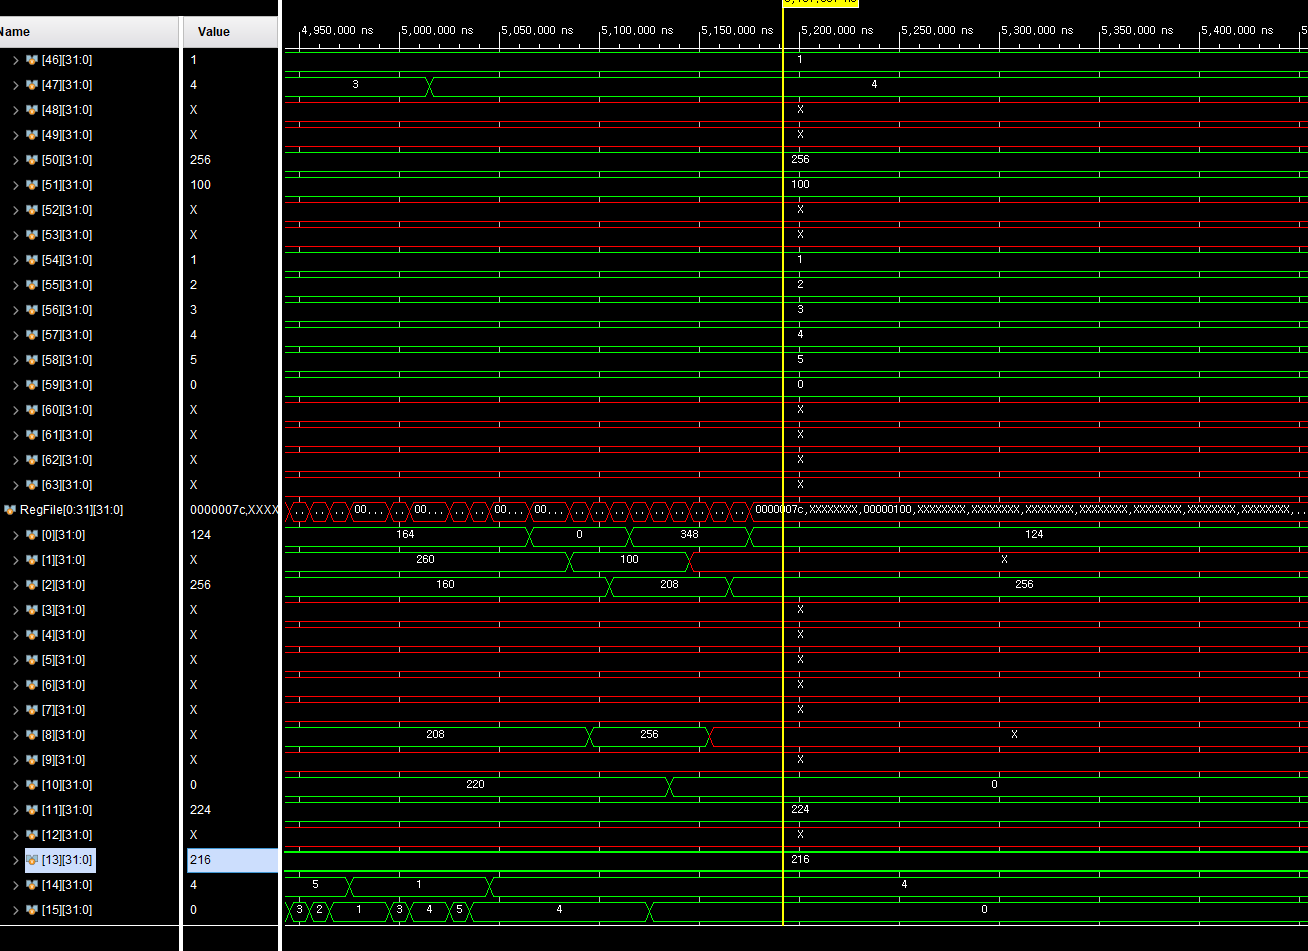 Name Value 4,950,000 ns 5,000,000 ns 5,050,000 ns 5,100,000 ns 5,150,000 ns 5,200,000 ns 5,250,000 ns 5,300,000 ns 5,350,000 ns 5,400,000 ns
[46][31:0] 1 1
[47][31:0] 4 3 4
[48][31:0] X X
[49][31:0] X X
[50][31:0] 256 256
[51][31:0] 100 100
[52][31:0] X X
[53][31:0] X X
[54][31:0] 1 1
[55][31:0] 2 2
[56][31:0] 3 3
[57][31:0] 4 4
[58][31:0] 5 5
[59][31:0] 0 0
[60][31:0] X X
[61][31:0] X X
[62][31:0] X X
[63][31:0] X X
RegFile[0:31][31:0] 0000007c,XXXX 00... 00... 00... 00... 0000007c,XXXXXXXX,00000100,XXXXXXXX,XXXXXXXX,XXXXXXXX,XXXXXXXX,XXXXXXXX,XXXXXXXX,XXXXXXXX,...
[0][31:0] 124 164 0 348 124
[1][31:0] X 260 100 X
[2][31:0] 256 160 208 256
[3][31:0] X X
[4][31:0] X X
[5][31:0] X X
[6][31:0] X X
[7][31:0] X X
[8][31:0] X 208 256 X
[9][31:0] X X
[10][31:0] 0 220 0
[11][31:0] 224 224
[12][31:0] X X
[13][31:0] 216 216
[14][31:0] 4 5 1 4
[15][31:0] 0 3 2 1 3 4 5 4 0